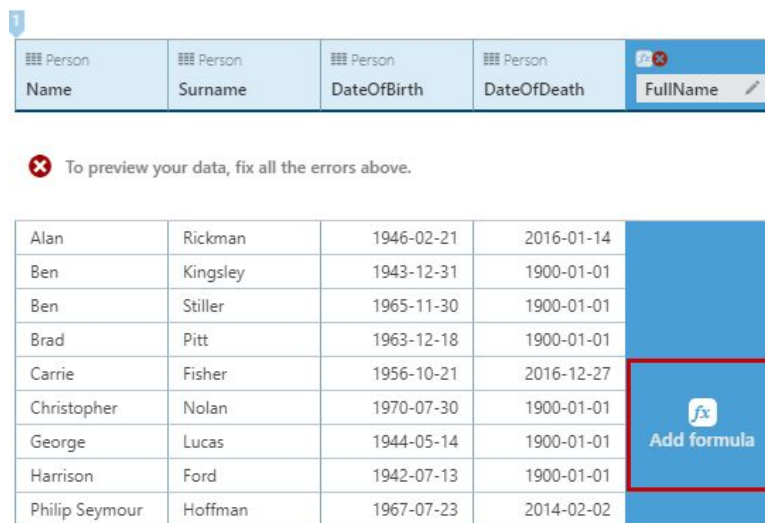 1
Person Person Person Person fx
Name Surname DateOfBirth DateOfDeath FullName
To preview your data, fix all the errors above.
Alan Rickman 1946-02-21 2016-01-14
Ben Kingsley 1943-12-31 1900-01-01
Ben Stiller 1965-11-30 1900-01-01
Brad Pitt 1963-12-18 1900-01-01
Carrie Fisher 1956-10-21 2016-12-27
Christopher Nolan 1970-07-30 1900-01-01
fx
George Lucas 1944-05-14 1900-01-01 Add formula
Harrison Ford 1942-07-13 1900-01-01
Philip Seymour Hoffman 1967-07-23 2014-02-02